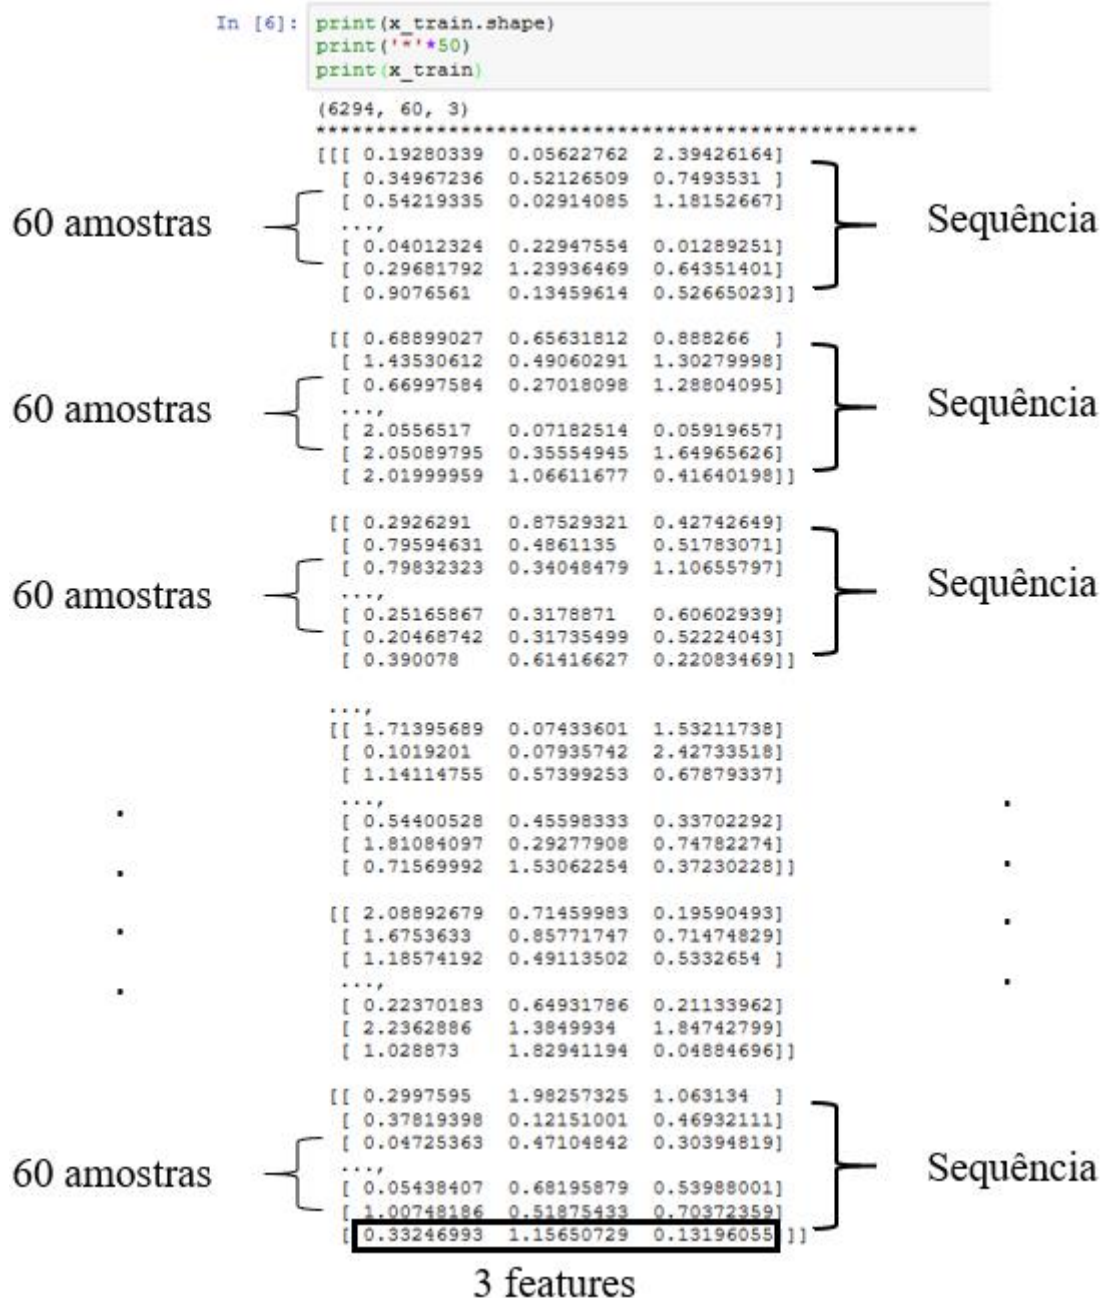 In [6]: print(x_train.shape)
print('*'*50)
print(x_train)
(6294, 60, 3)
**************************************************
[[[ 0.19280339 0.05622762 2.39426164]
[ 0.34967236 0.52126509 0.7493531 ]
[ 0.54219335 0.02914085 1.18152667]
...,
[ 0.04012324 0.22947554 0.01289251]
[ 0.29681792 1.23936469 0.64351401]
[ 0.9076561 0.13459614 0.52665023]]
60 amostras
Sequência
[[ 0.68899027 0.65631812 0.888266 ]
[ 1.43530612 0.49060291 1.30279998]
[ 0.66997584 0.27018098 1.28804095]
...,
[ 2.0556517 0.07182514 0.05919657]
[ 2.05089795 0.35554945 1.64965626]
[ 2.01999959 1.06611677 0.41640198]]
60 amostras
Sequência
[[ 0.2926291 0.87529321 0.42742649]
[ 0.79594631 0.4861135 0.51783071]
[ 0.79832323 0.34048479 1.10655797]
...,
[ 0.25165867 0.3178871 0.60602939]
[ 0.20468742 0.31735499 0.52224043]
[ 0.390078 0.61416627 0.22083469]]
60 amostras
Sequência
...,
[[ 1.71395689 0.07433601 1.53211738]
[ 0.1019201 0.07935742 2.42733518]
[ 1.14114755 0.57399253 0.67879337]
...,
[ 0.54400528 0.45598333 0.33702292]
[ 1.81084097 0.29277908 0.74782274]
[ 0.71569992 1.53062254 0.37230228]]
[[ 2.08892679 0.71459983 0.19590493]
[ 1.6753633 0.85771747 0.71474829]
[ 1.18574192 0.49113502 0.5332654 ]
...,
[ 0.22370183 0.64931786 0.21133962]
[ 2.2362886 1.3849934 1.84742799]
[ 1.028873 1.82941194 0.04884696]]
[[ 0.2997595 1.98257325 1.063134 ]
[ 0.37819398 0.12151001 0.46932111]
[ 0.04725363 0.47104842 0.30394819]
...,
[ 0.05438407 0.68195879 0.53988001]
[ 1.00748186 0.51875433 0.70372359]
[ 0.33246993 1.15650729 0.13196055]]]
60 amostras
Sequência
3 features